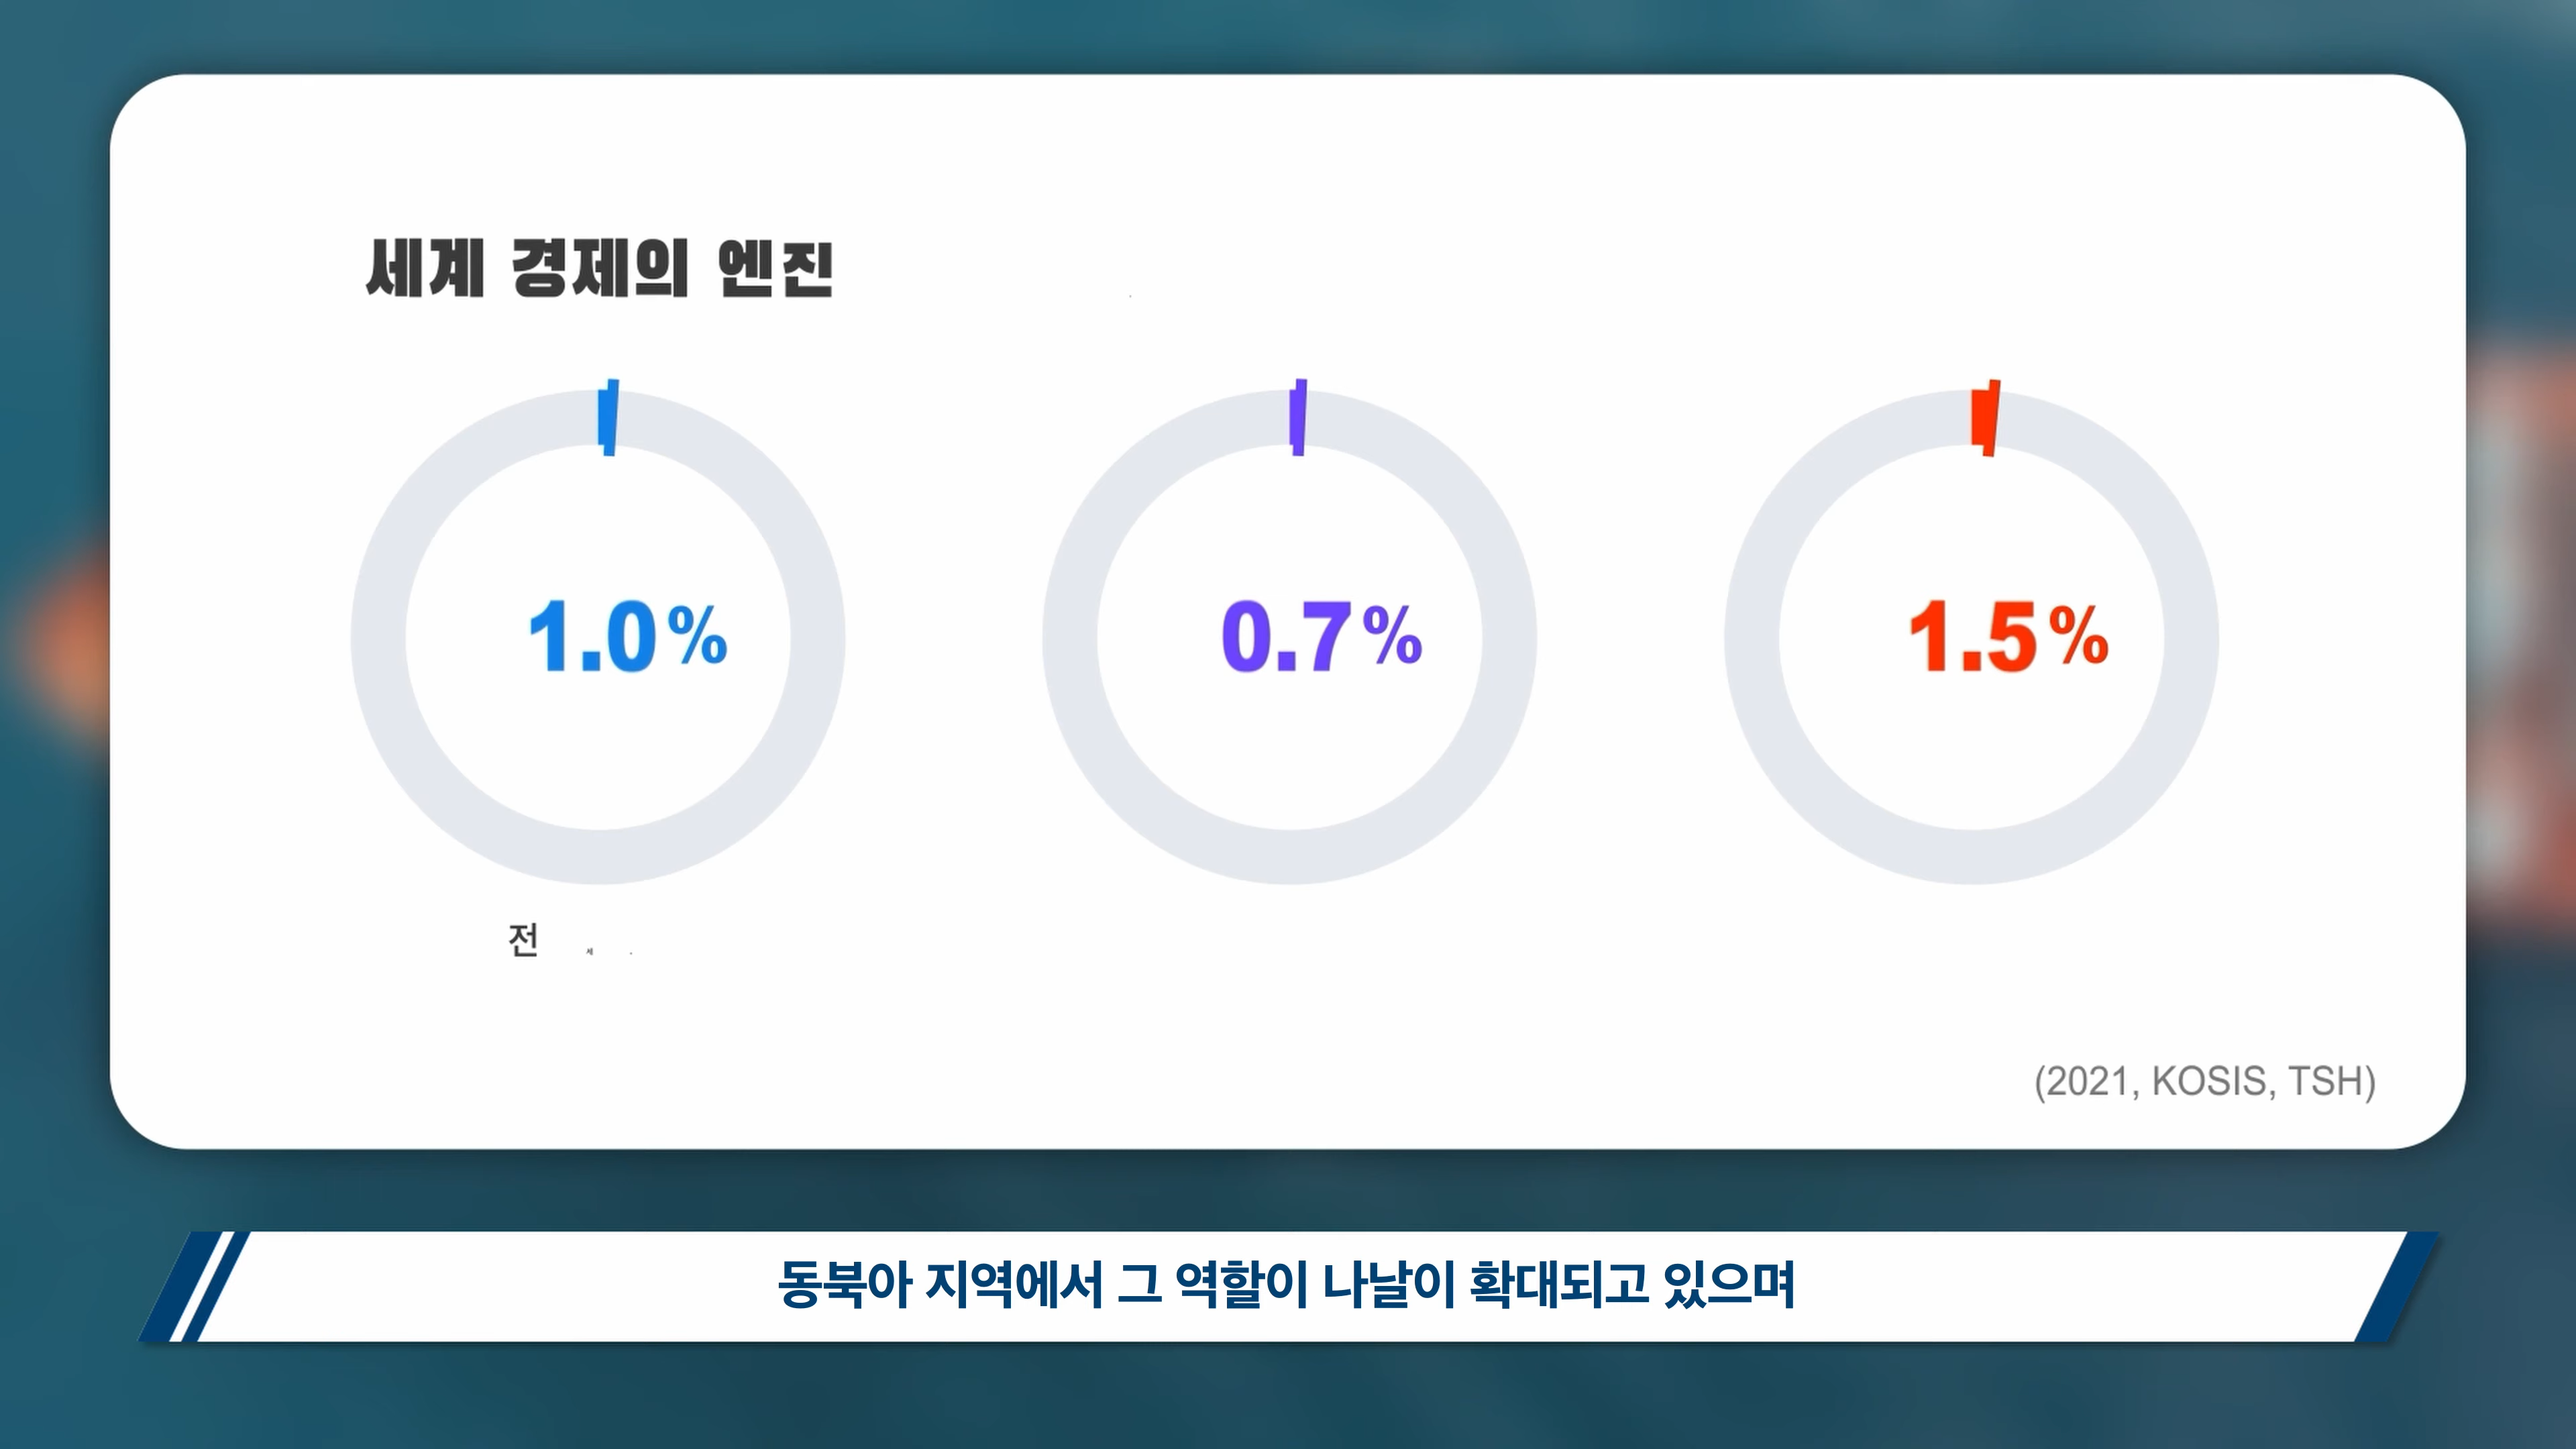 세계 경제의 엔진
1.0%
0.7%
1.5%
전 세
(2021, KOSIS, TSH)
동북아 지역에서 그 역할이 나날이 확대되고 있으며